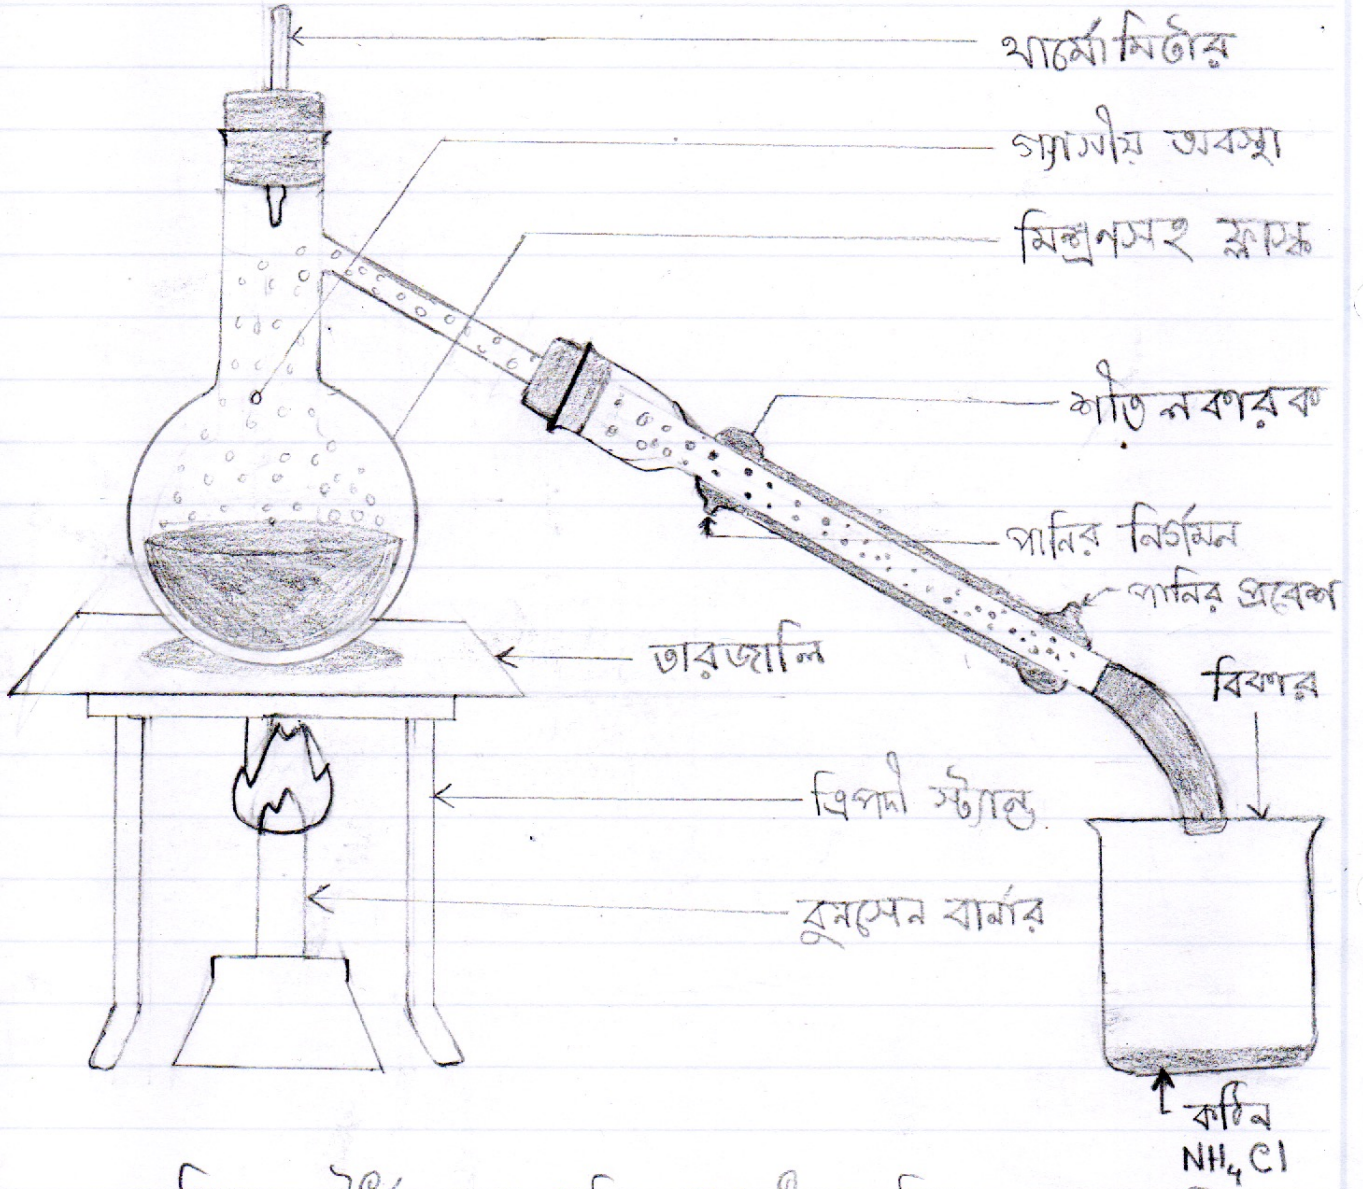 থার্মোমিটার
গ্যাসীয় অবস্থা
মিশ্রণসহ ফ্লাস্ক
শীতলকারক
পানির নির্গমন
পানির প্রবেশ
তারজালি
বিকার
ত্রিপদী স্ট্যান্ড
বুনসেন বার্নার
কঠিন
NH₄Cl